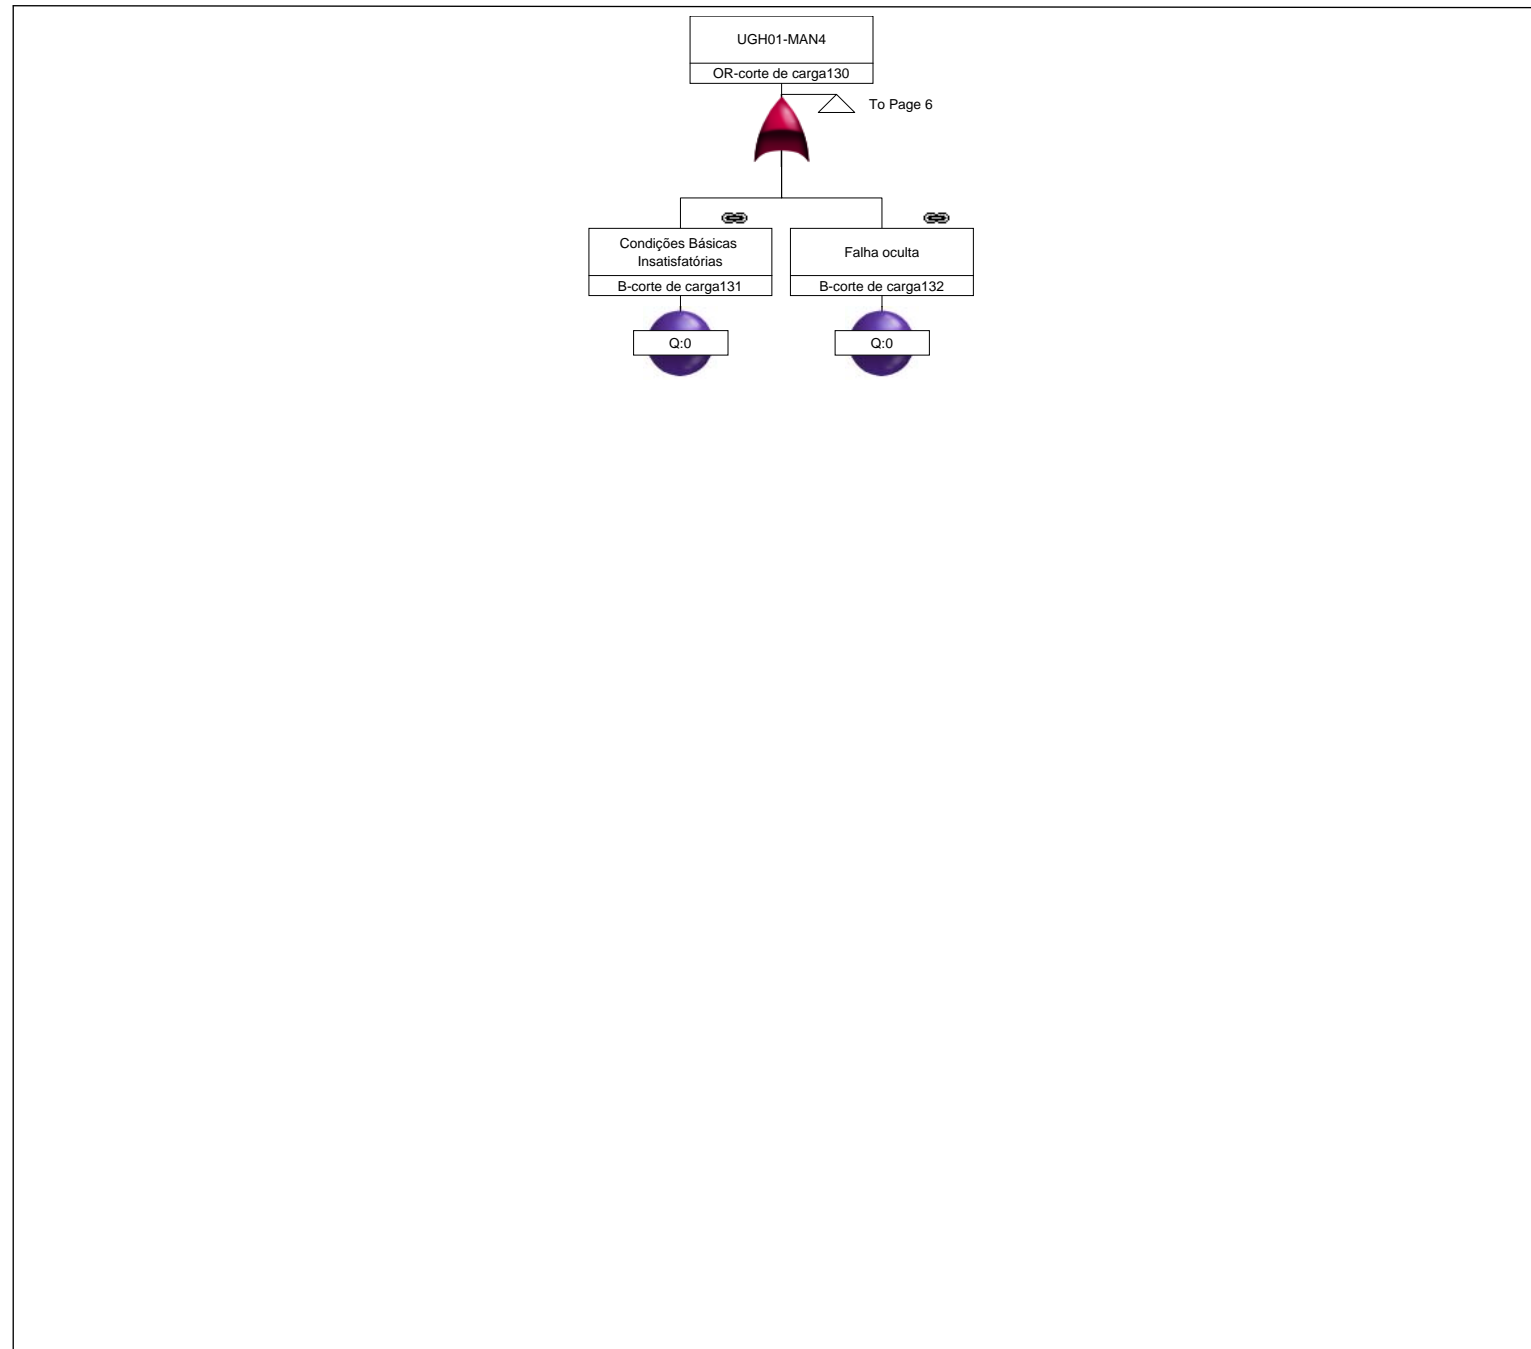 UGH01-MAN4
OR-corte de carga130
To Page 6
Condições Básicas
Insatisfatórias
B-corte de carga131
Falha oculta
B-corte de carga132
Q:0
Q:0